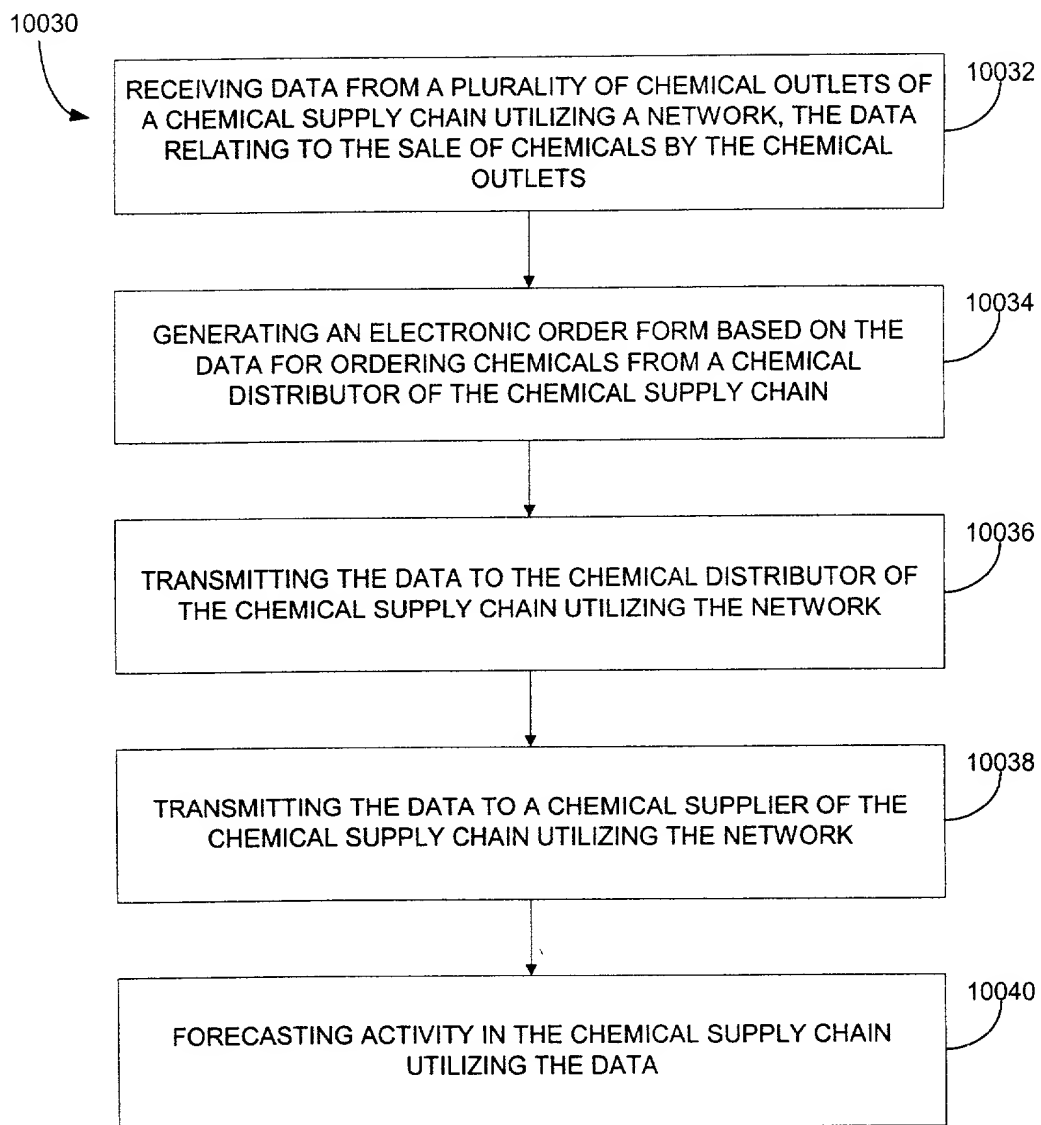 10030
RECEIVING DATA FROM A PLURALITY OF CHEMICAL OUTLETS OF
A CHEMICAL SUPPLY CHAIN UTILIZING A NETWORK, THE DATA
RELATING TO THE SALE OF CHEMICALS BY THE CHEMICAL
OUTLETS
10032
GENERATING AN ELECTRONIC ORDER FORM BASED ON THE
DATA FOR ORDERING CHEMICALS FROM A CHEMICAL
DISTRIBUTOR OF THE CHEMICAL SUPPLY CHAIN
10034
TRANSMITTING THE DATA TO THE CHEMICAL DISTRIBUTOR OF
THE CHEMICAL SUPPLY CHAIN UTILIZING THE NETWORK
10036
TRANSMITTING THE DATA TO A CHEMICAL SUPPLIER OF THE
CHEMICAL SUPPLY CHAIN UTILIZING THE NETWORK
10038
FORECASTING ACTIVITY IN THE CHEMICAL SUPPLY CHAIN
UTILIZING THE DATA
10040